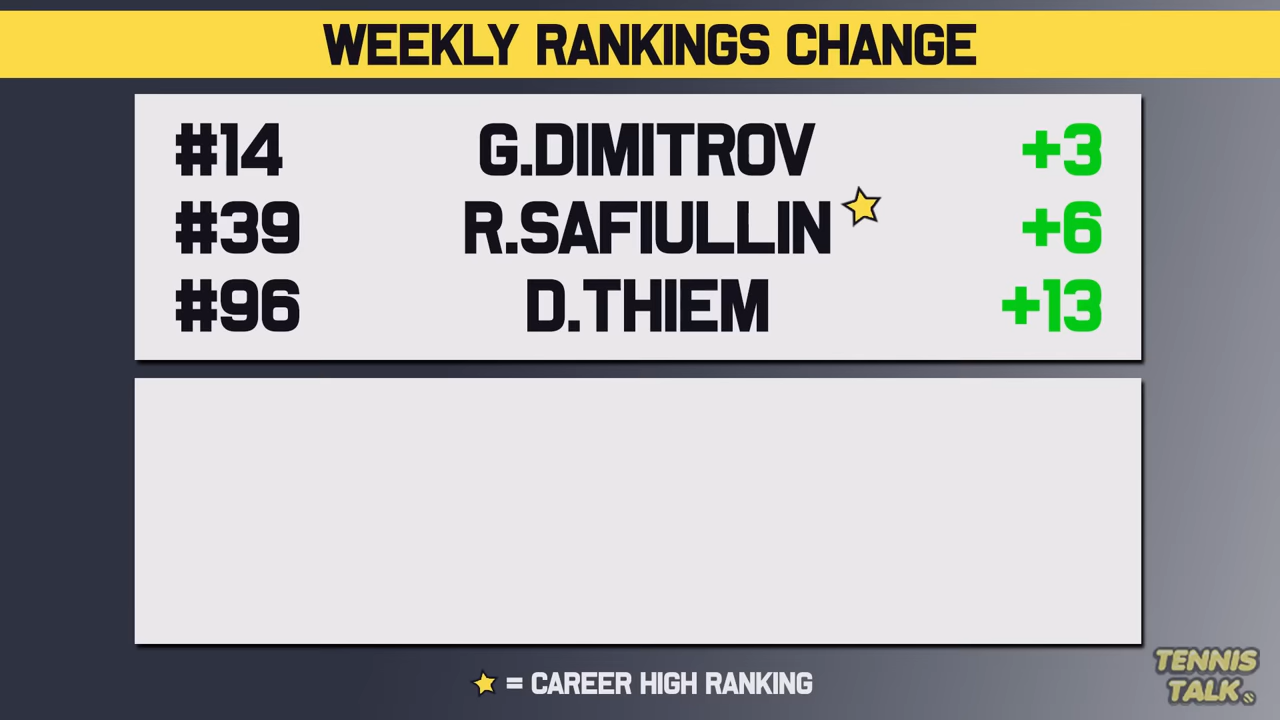 WEEKLY RANKINGS CHANGE
#14 G.DIMITROV +3
#39 R.SAFIULLIN +6
#96 D.THIEM +13
= CAREER HIGH RANKING
TENNIS
TALK